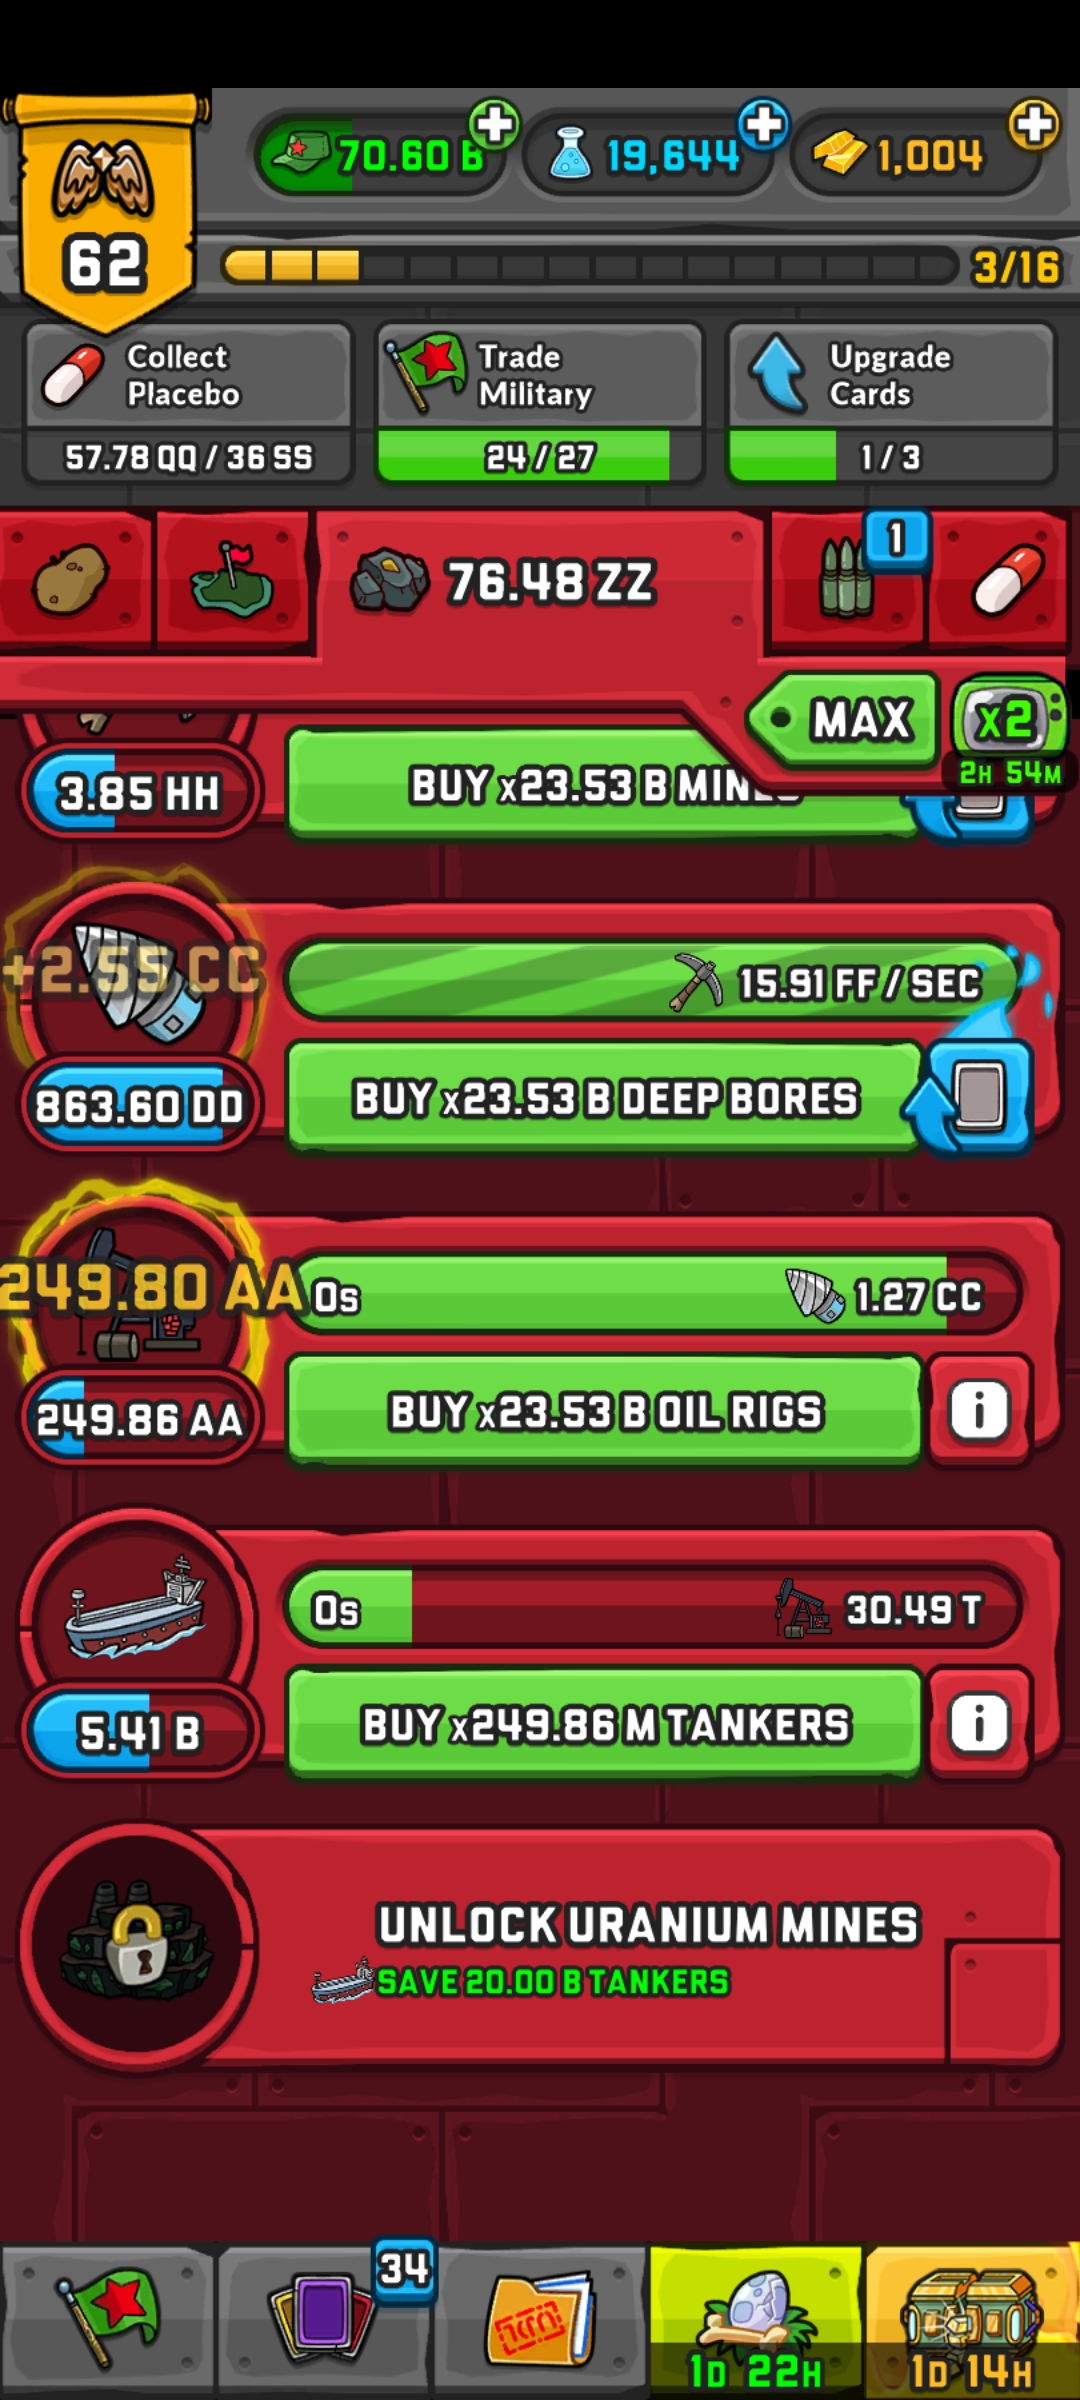 70.60 B
19,644
1,004
62
3/16
Collect
Placebo
57.78 QQ / 36 SS
Trade
Military
24 / 27
Upgrade
Cards
1 / 3
76.48 ZZ
1
MAX
x2
2H 54M
3.85 HH
BUY x23.53 B
+2.55 CC
15.91 FF / SEC
863.60 DD
BUY x23.53 B DEEP BORES
249.80 AA
0s
1.27 CC
249.86 AA
BUY x23.53 B OIL RIGS
i
0s
30.49 T
5.41 B
BUY x249.86 M TANKERS
i
UNLOCK URANIUM MINES
SAVE 20.00 B TANKERS
34
1D 22H
1D 14H